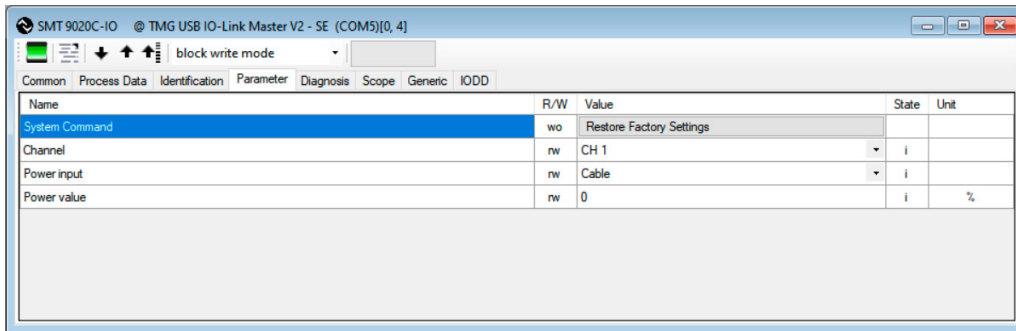 SMT 9020C-IO @ TMG USB IO-Link Master V2 - SE (COM5)[0, 4]
block write mode
Common Process Data Identification Parameter Diagnosis Scope Generic IODD
Name R/W Value State Unit
System Command wo Restore Factory Settings
Channel rw CH 1 i
Power input rw Cable i
Power value rw 0 i %